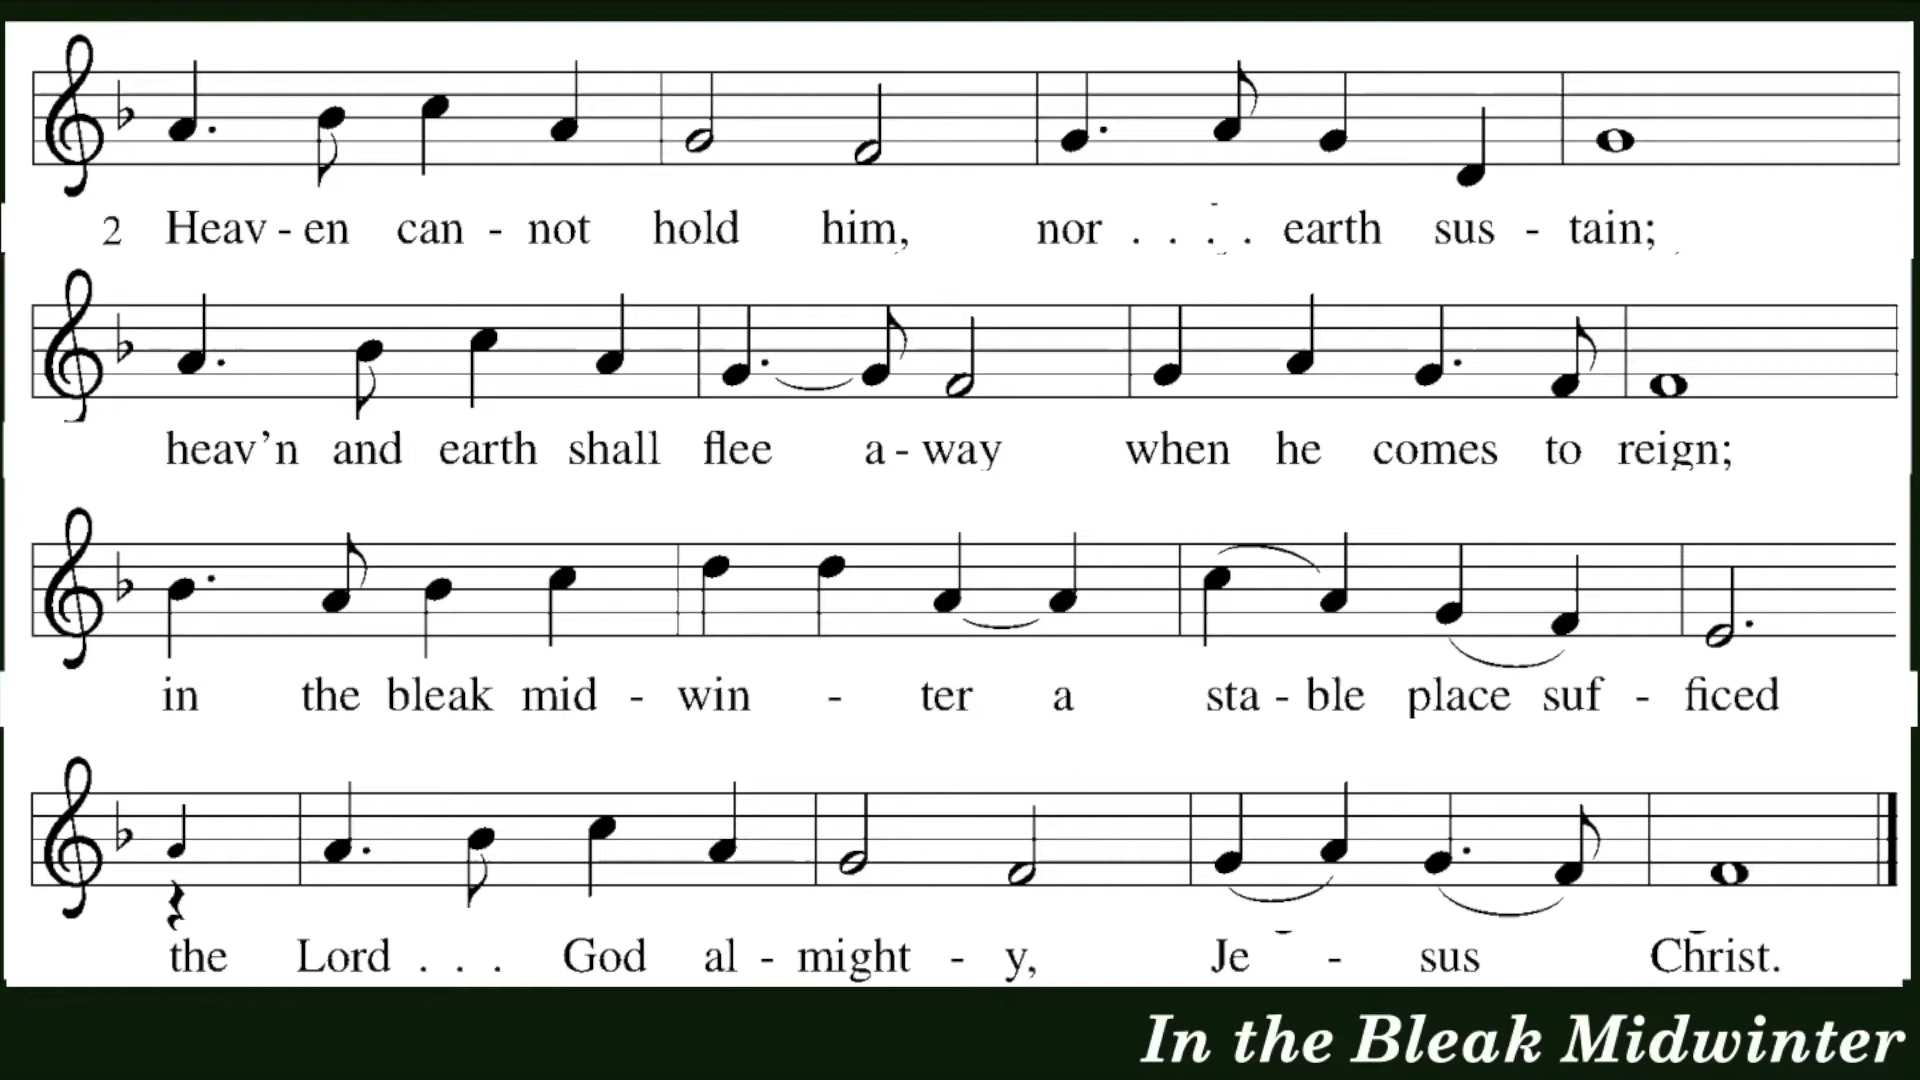 2 Heav - en can - not hold him, nor . . . . earth sus - tain;
heav’n and earth shall flee a - way when he comes to reign;
in the bleak mid - win - ter a sta - ble place suf - ficed
the Lord . . . God al - might - y, Je - sus Christ.
In the Bleak Midwinter